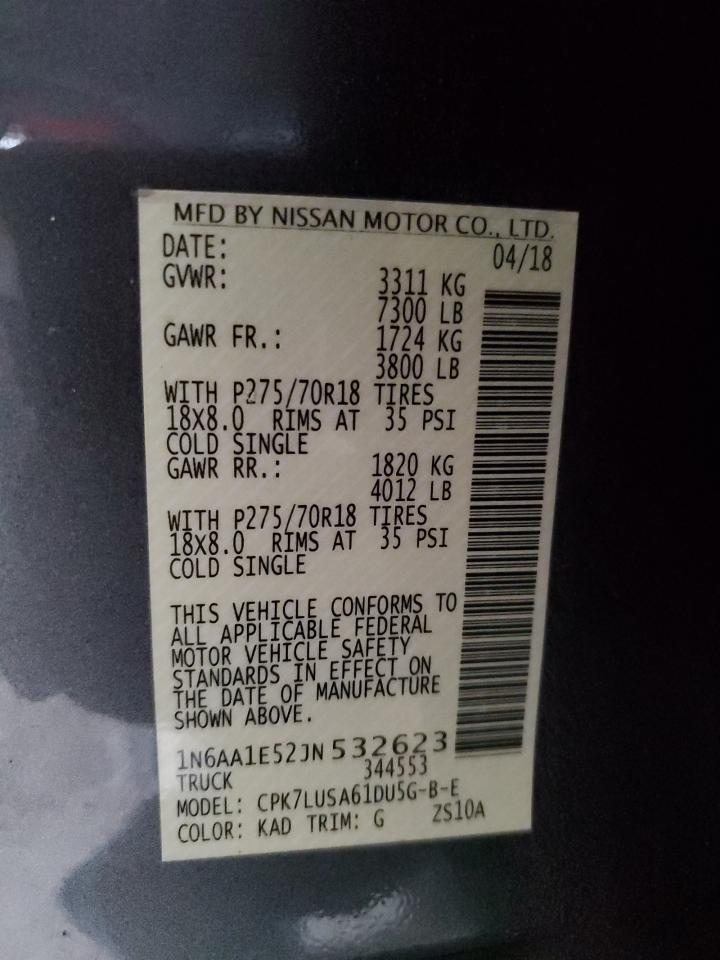 MFD BY NISSAN MOTOR CO., LTD.
DATE: 04/18
GVWR: 3311 KG
7300 LB
GAWR FR.: 1724 KG
3800 LB
WITH P275/70R18 TIRES
18X8.0 RIMS AT 35 PSI
COLD SINGLE
GAWR RR.: 1820 KG
4012 LB
WITH P275/70R18 TIRES
18X8.0 RIMS AT 35 PSI
COLD SINGLE
THIS VEHICLE CONFORMS TO
ALL APPLICABLE FEDERAL
MOTOR VEHICLE SAFETY
STANDARDS IN EFFECT ON
THE DATE OF MANUFACTURE
SHOWN ABOVE.
1N6AA1E52JN532623
TRUCK 344553
MODEL: CPK7LUSA61DU5G-B-E
COLOR: KAD TRIM: G ZS10A